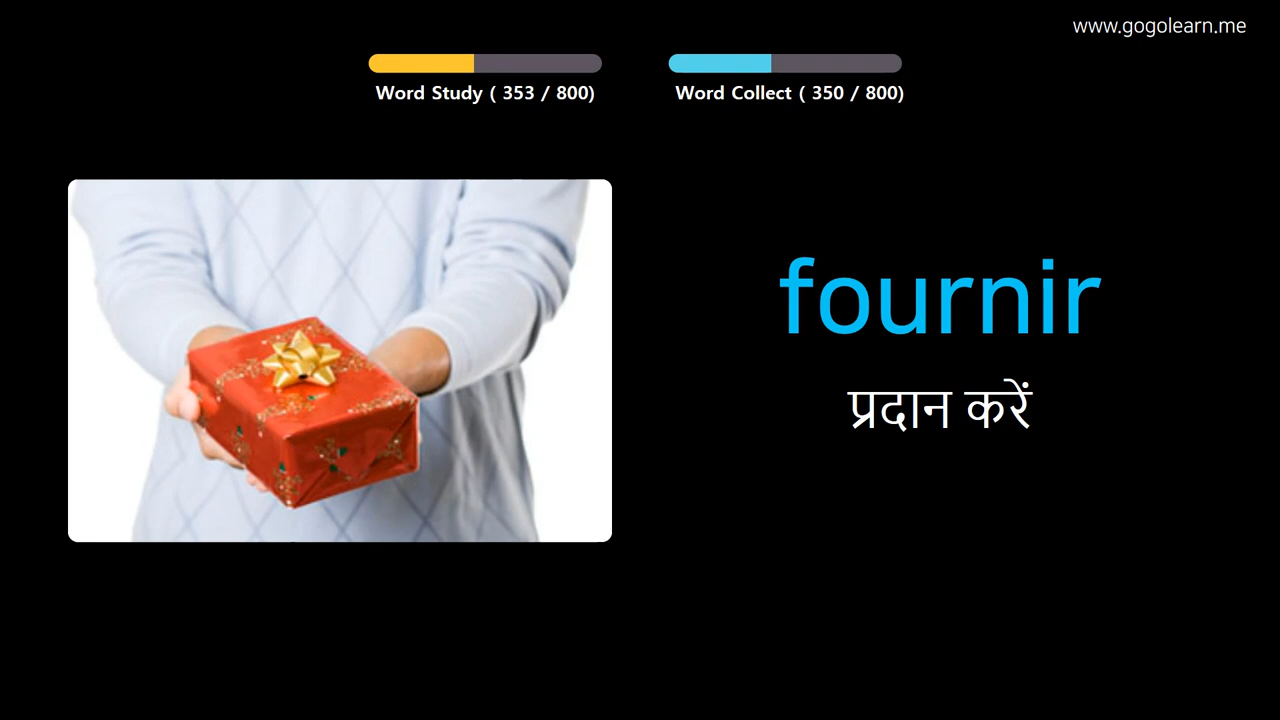 www.gogolearn.me
Word Study ( 353 / 800)
Word Collect ( 350 / 800)
fournir
प्रदान करें